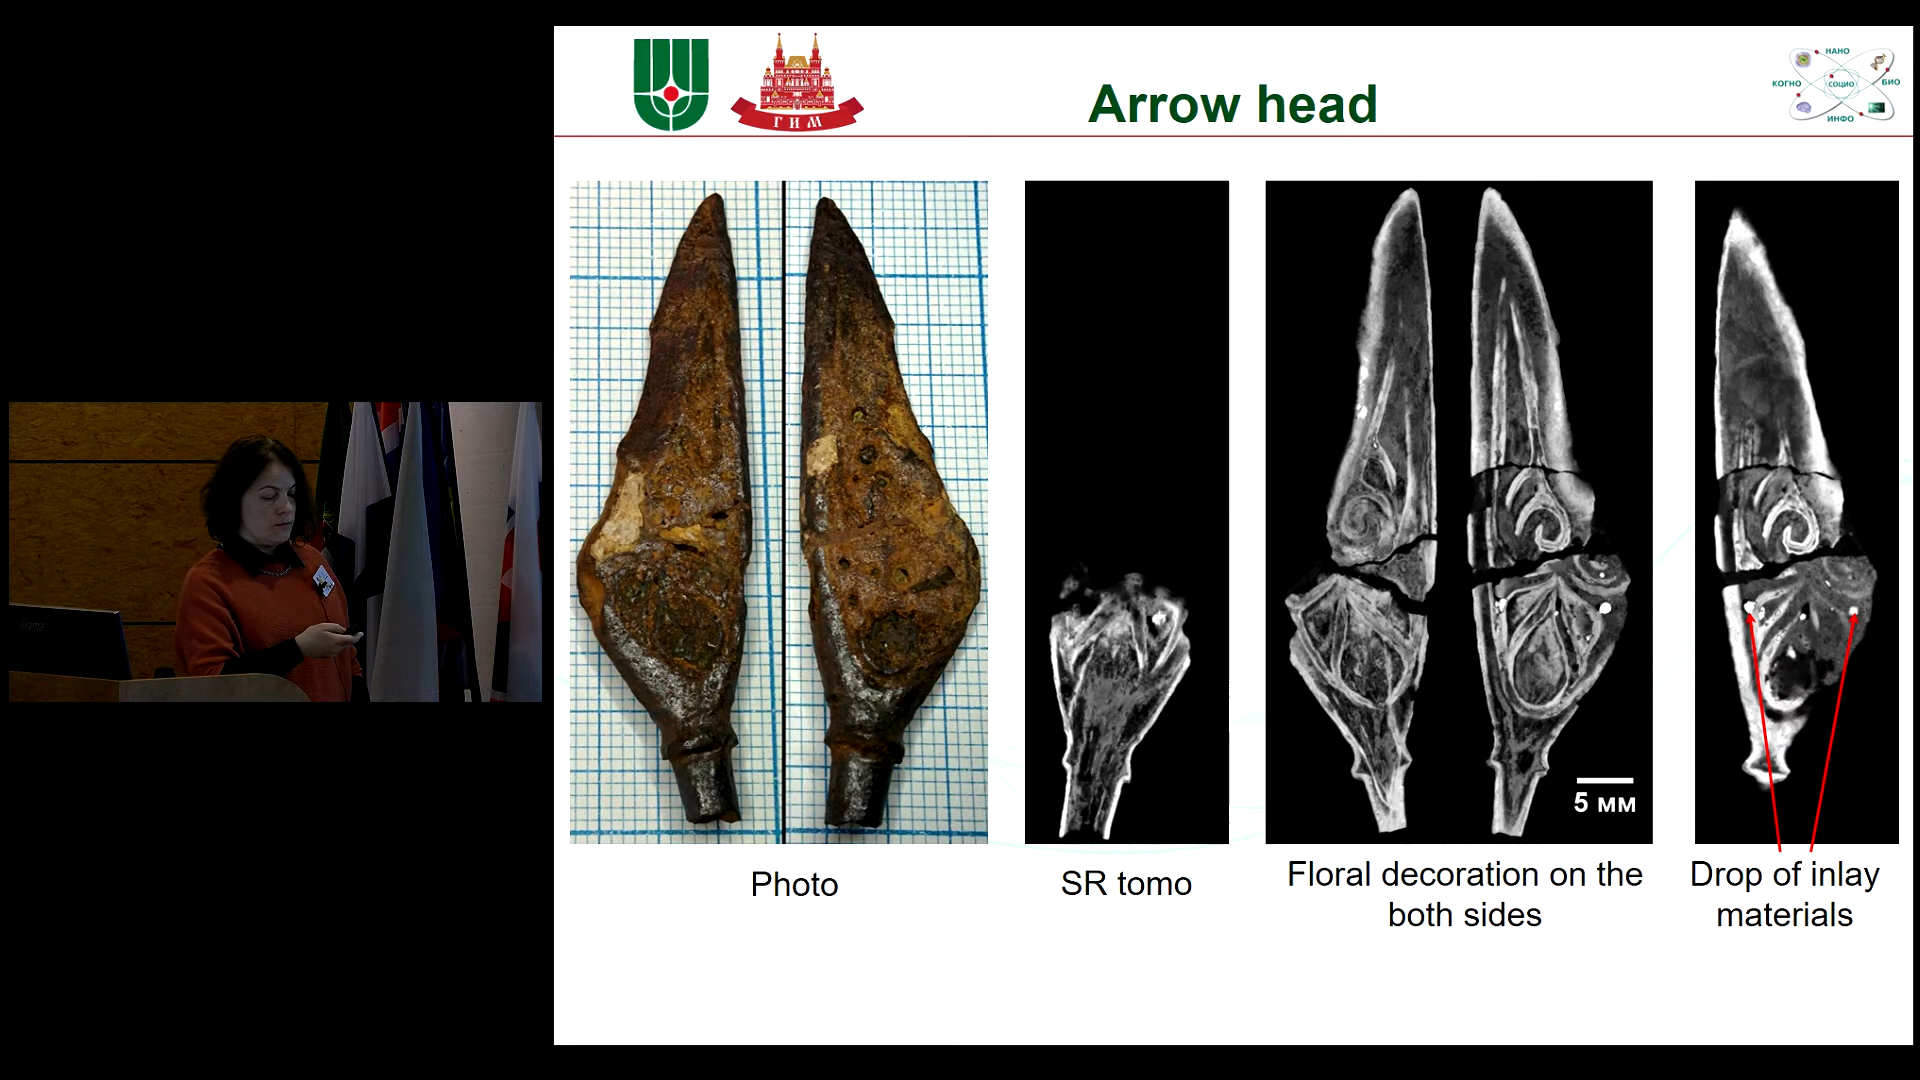 Arrow head
ГИМ
НАНО
КОГНО
СОЦИО
БИО
ИНФО
5 мм
Photo
SR tomo
Floral decoration on the
both sides
Drop of inlay
materials